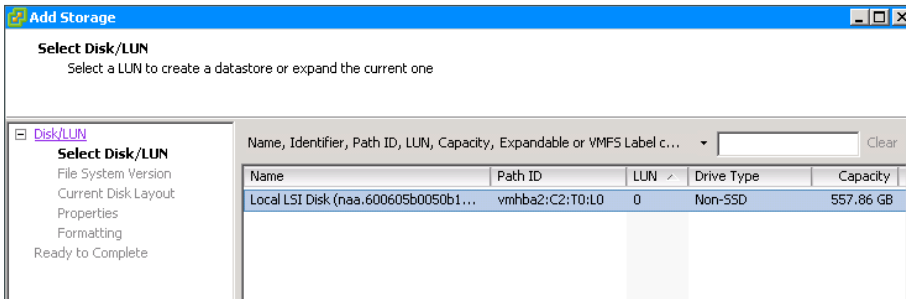 Add Storage
Select Disk/LUN
Select a LUN to create a datastore or expand the current one
Disk/LUN
Select Disk/LUN
File System Version
Current Disk Layout
Properties
Formatting
Ready to Complete
Name, Identifier, Path ID, LUN, Capacity, Expandable or VMFS Label c... Clear
Name Path ID LUN Drive Type Capacity
Local LSI Disk (naa.600605b0050b1... vmhba2:C2:T0:L0 0 Non-SSD 557.86 GB